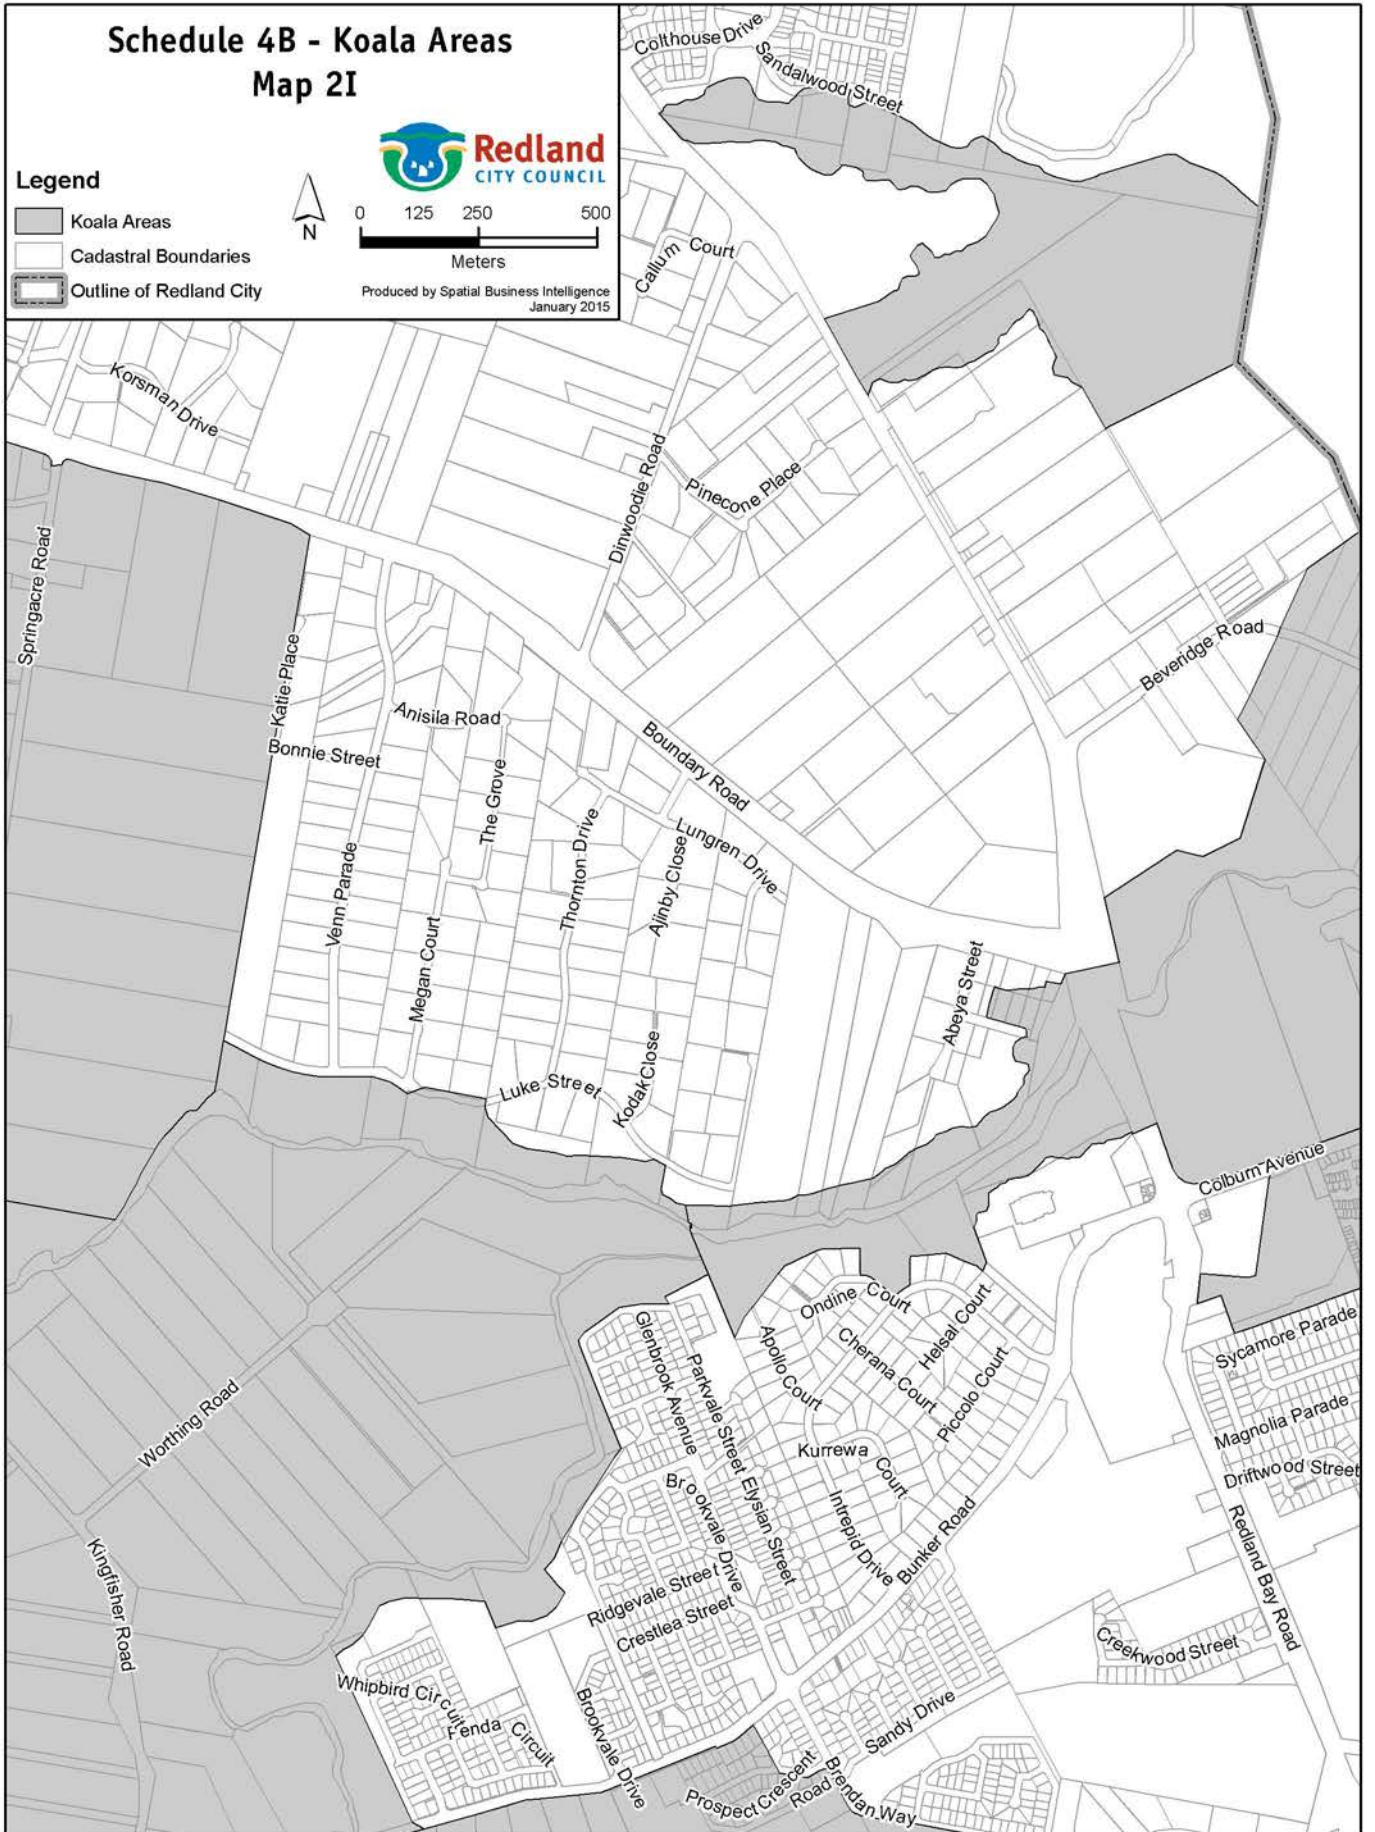 Schedule 4B - Koala Areas
Map 2I
Redland
CITY COUNCIL
Legend
Koala Areas
Cadastral Boundaries
Outline of Redland City
N
0 125 250 500
Meters
Produced by Spatial Business Intelligence
January 2015
Colthouse Drive
Sandalwood Street
Callum Court
Korsman Drive
Dinwoodie Road
Pinecone Place
Springacre Road
Katie Place
Beveridge Road
Anisila Road
Bonnie Street
Boundary Road
The Grove
Thornton Drive
Lungren Drive
Ajinby Close
Venn Parade
Megan Court
Abeya Street
Luke Street
Kodak Close
Colburn Avenue
Ondine Court
Helsal Court
Apollo Court
Cherana Court
Piccolo Court
Glenbrook Avenue
Parkvale Street
Sycamore Parade
Magnolia Parade
Driftwood Street
Worthing Road
Kurrewa Court
Elysian Street
Brookvale Drive
Intrepid Drive
Bunker Road
Redland Bay Road
Kingfisher Road
Ridgevale Street
Crestlea Street
Creekwood Street
Whipbird Circuit
Fenda Circuit
Brookvale Drive
Sandy Drive
Prospect Crescent
Road
Brendan Way